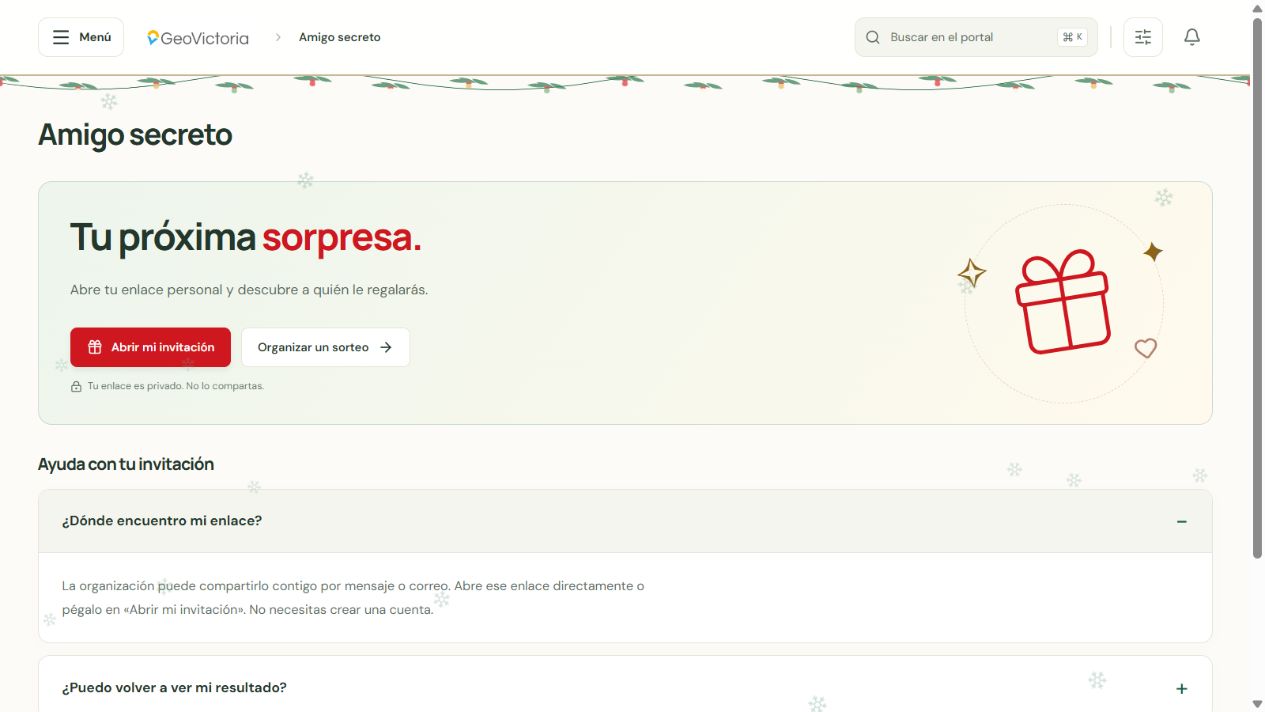 Menú
GeoVictoria
Amigo secreto
Buscar en el portal
⌘ K
Amigo secreto
Tu próxima sorpresa.
Abre tu enlace personal y descubre a quién le regalarás.
Abrir mi invitación
Organizar un sorteo
Tu enlace es privado. No lo compartas.
Ayuda con tu invitación
¿Dónde encuentro mi enlace?
La organización puede compartirlo contigo por mensaje o correo. Abre ese enlace directamente o
pégalo en «Abrir mi invitación». No necesitas crear una cuenta.
¿Puedo volver a ver mi resultado?